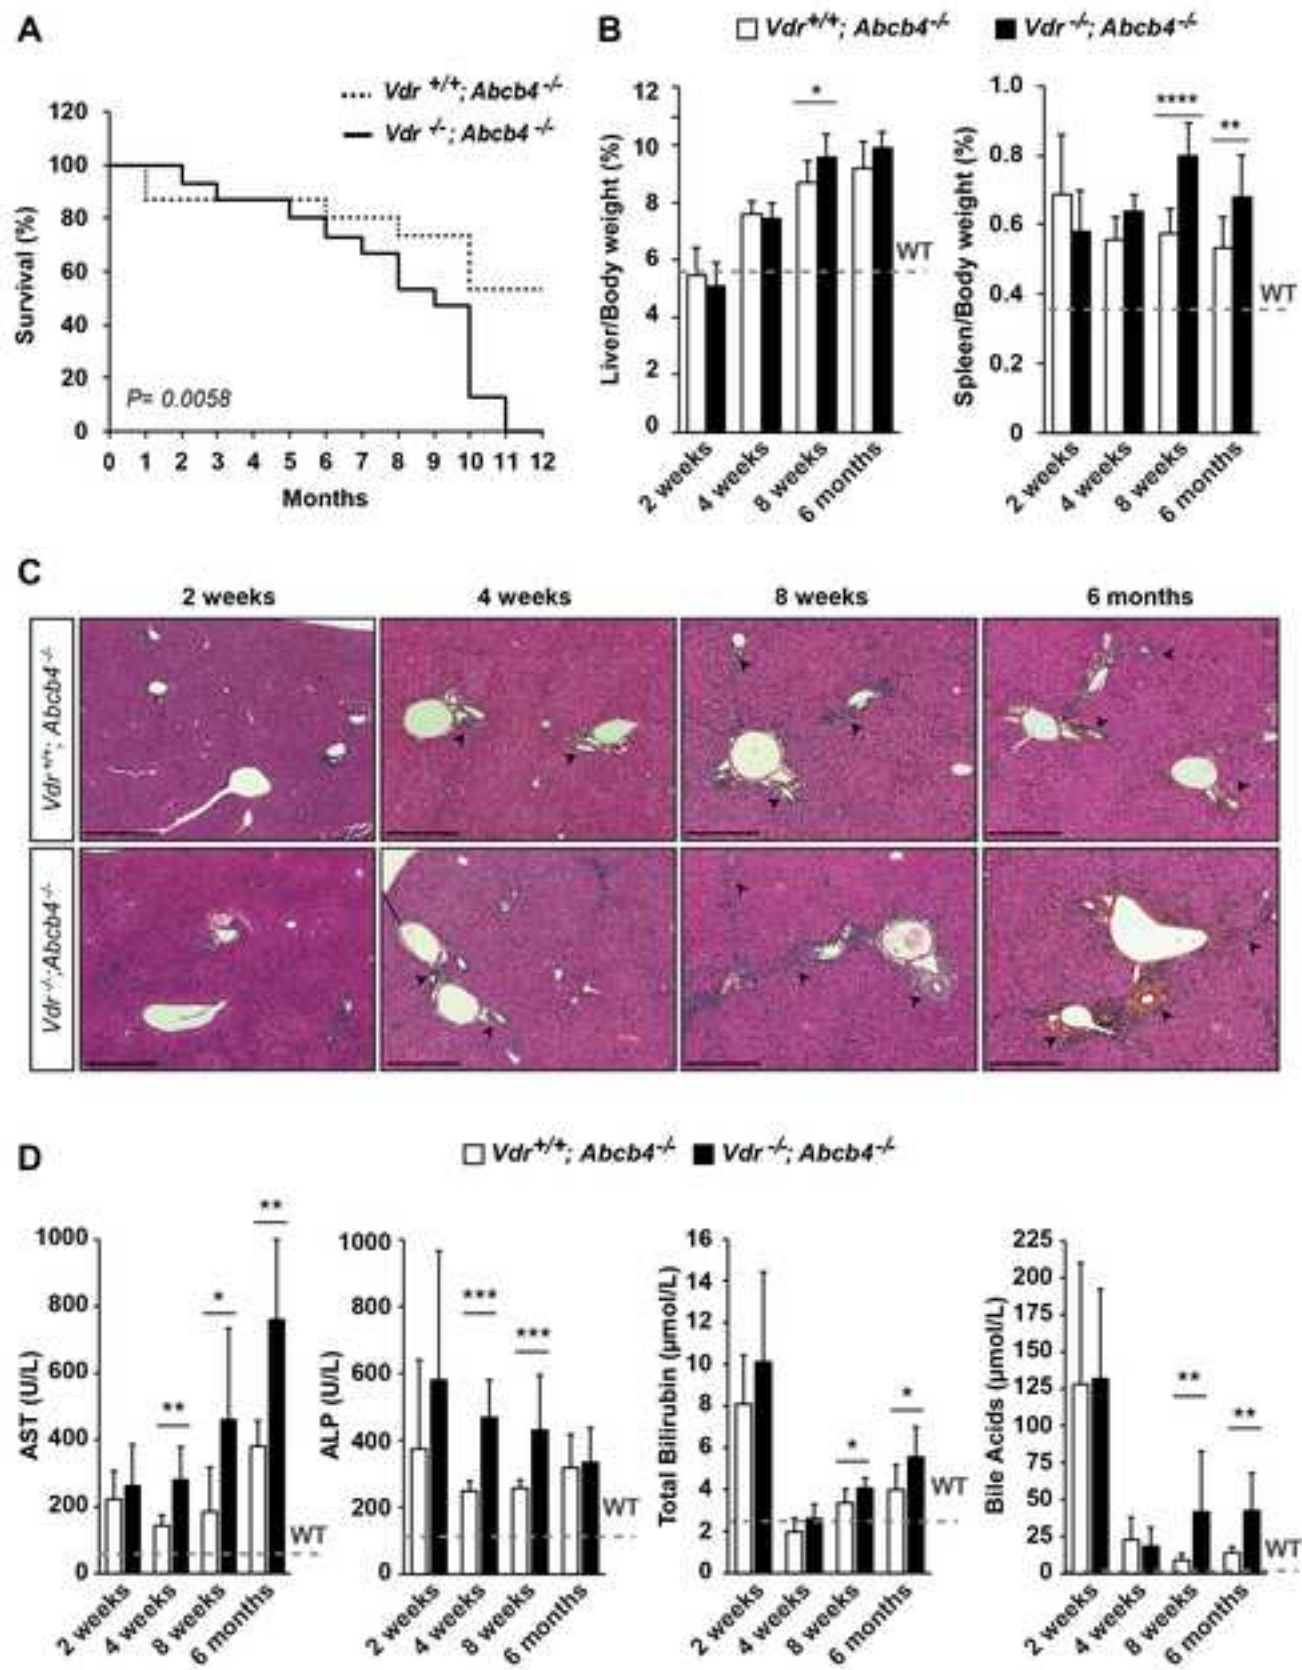 A
Vdr +/+; Abcb4 -/-
Vdr -/-; Abcb4 -/-
120
100
80
60
40
20
0
Survival (%)
P= 0.0058
0 1 2 3 4 5 6 7 8 9 10 11 12
Months
B
Vdr+/+; Abcb4-/-
Vdr-/-; Abcb4-/-
12
10
8
6
4
2
0
Liver/Body weight (%)
*
WT
2 weeks
4 weeks
8 weeks
6 months
1.0
0.8
0.6
0.4
0.2
0
Spleen/Body weight (%)
****
**
WT
2 weeks
4 weeks
8 weeks
6 months
C
2 weeks
4 weeks
8 weeks
6 months
Vdr+/+; Abcb4-/-
Vdr-/-;Abcb4-/-
D
Vdr+/+; Abcb4-/-
Vdr-/-; Abcb4-/-
1000
800
600
400
200
0
AST (U/L)
**
*
**
WT
2 weeks
4 weeks
8 weeks
6 months
1000
800
600
400
200
0
ALP (U/L)
***
***
WT
2 weeks
4 weeks
8 weeks
6 months
16
14
12
10
8
6
4
2
0
Total Bilirubin (µmol/L)
*
*
WT
2 weeks
4 weeks
8 weeks
6 months
225
200
175
150
125
100
75
50
25
0
Bile Acids (µmol/L)
**
**
WT
2 weeks
4 weeks
8 weeks
6 months